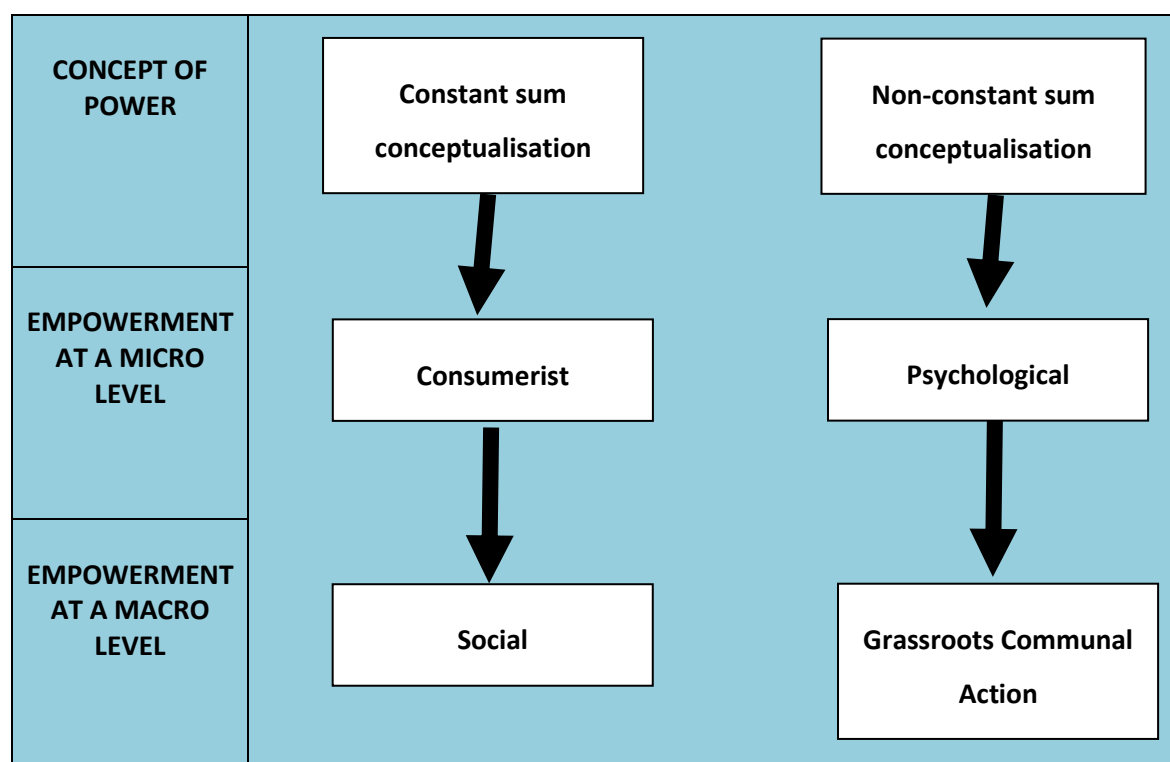 CONCEPT OF
POWER
Constant sum
conceptualisation
Non-constant sum
conceptualisation
EMPOWERMENT
AT A MICRO
LEVEL
Consumerist
Psychological
EMPOWERMENT
AT A MACRO
LEVEL
Social
Grassroots Communal
Action